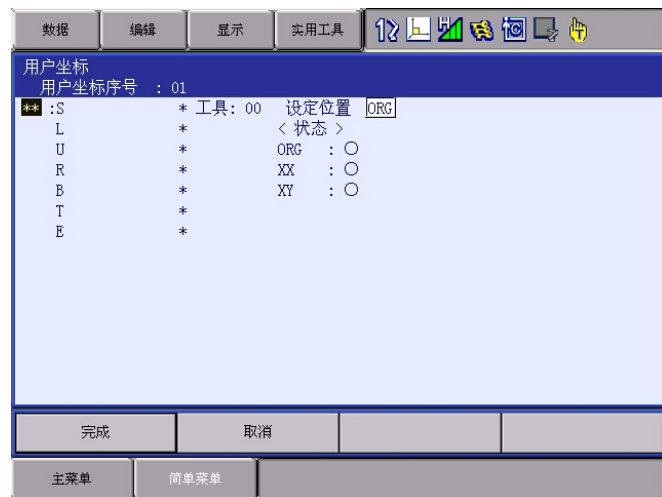 数据 编辑 显示 实用工具
用户坐标
用户坐标序号 : 01
** :S * 工具: 00 设定位置 ORG
L * < 状态 >
U * ORG : ○
R * XX : ○
B * XY : ○
T *
E *
完成 取消
主菜单 简单菜单